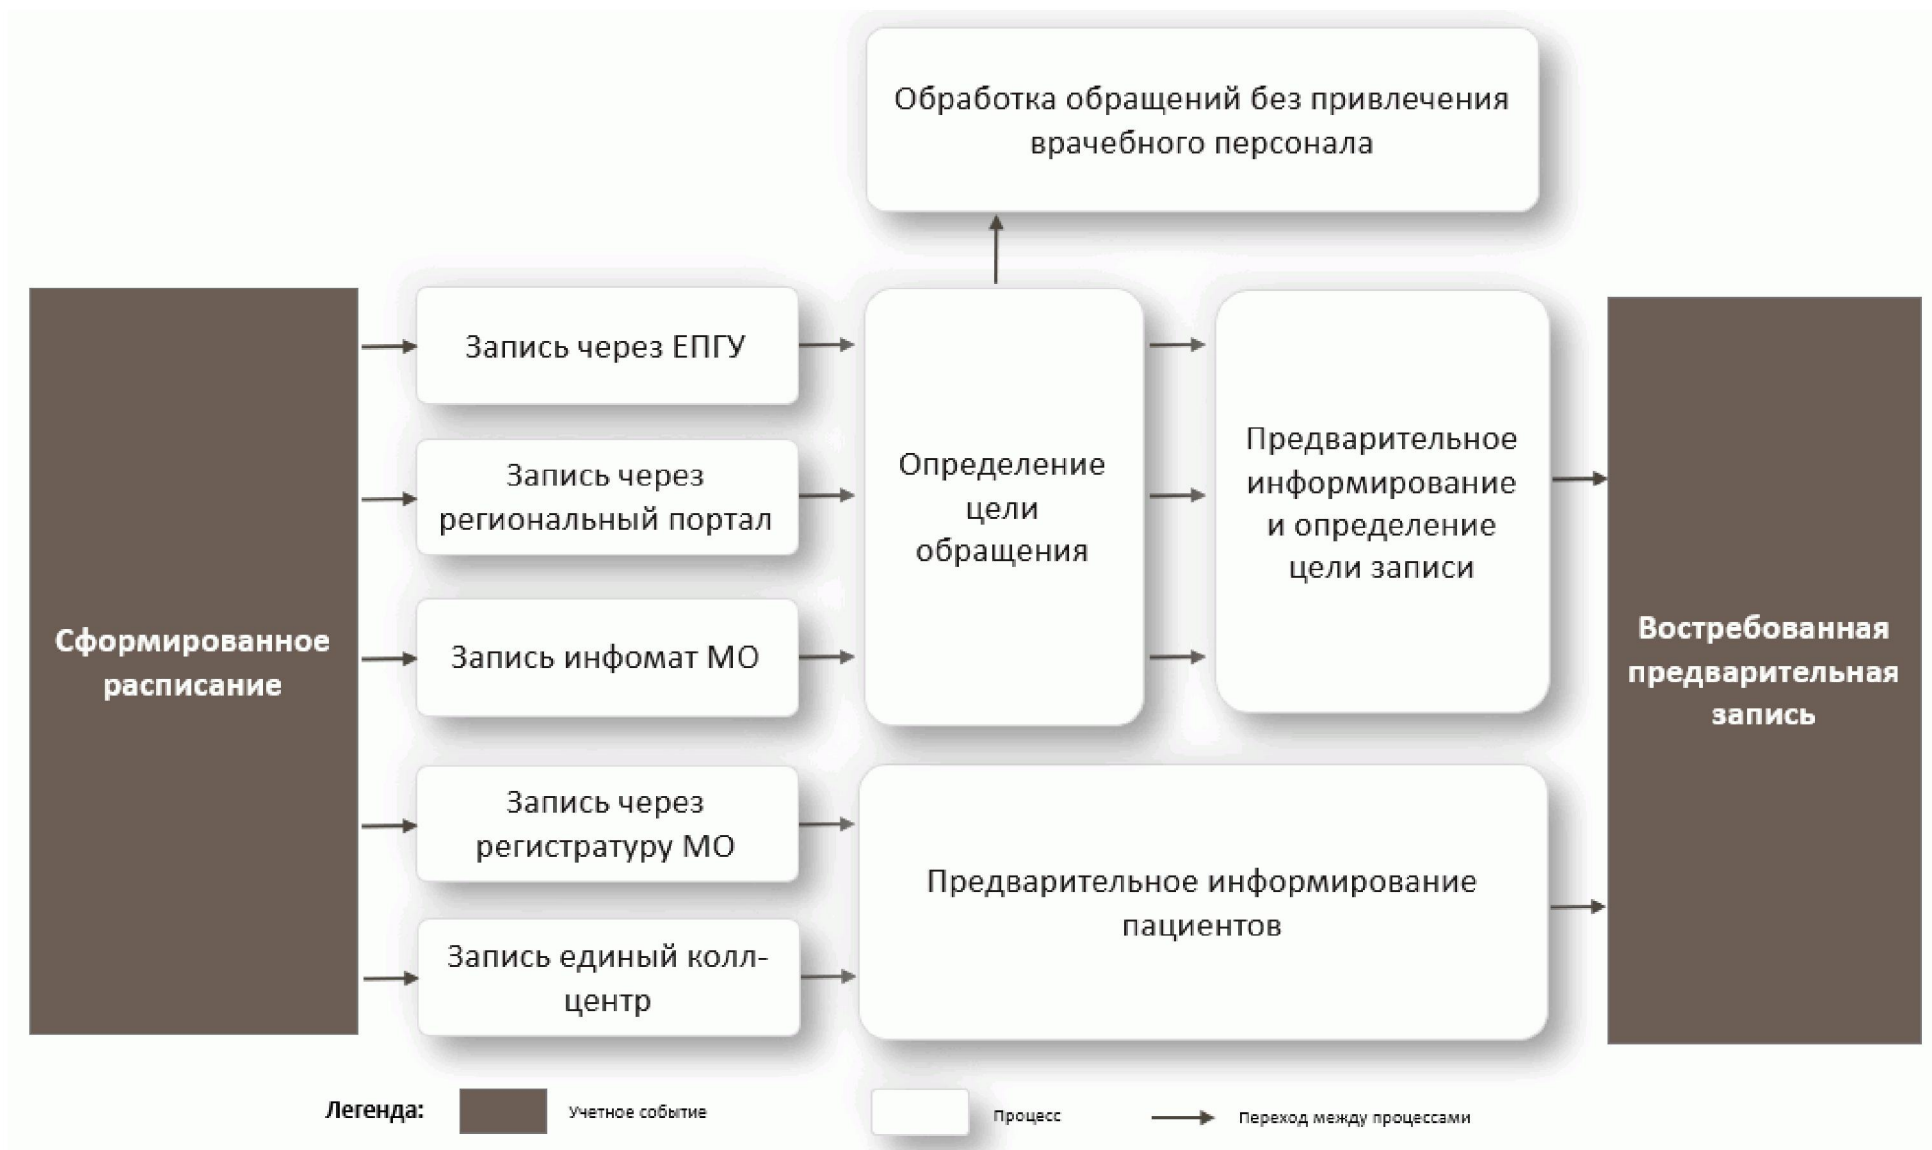 Обработка обращений без привлечения
врачебного персонала
Сформированное
расписание
Запись через ЕПГУ
Запись через
региональный портал
Запись инфомат МО
Запись через
регистратуру МО
Запись единый колл-
центр
Определение
цели
обращения
Предварительное
информирование
и определение
цели записи
Предварительное информирование
пациентов
Востребованная
предварительная
запись
Легенда:
Учетное событие
Процесс
Переход между процессами